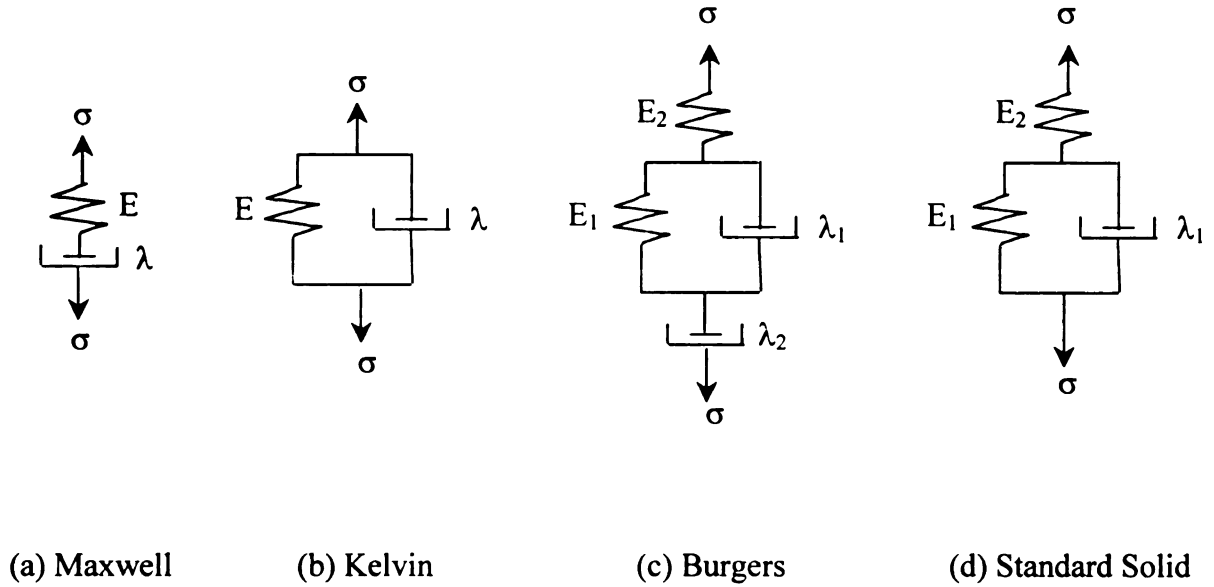 σ
E
λ
σ
σ
E
λ
σ
σ
E₂
E₁
λ₁
λ₂
σ
σ
E₂
E₁
λ₁
σ
(a) Maxwell
(b) Kelvin
(c) Burgers
(d) Standard Solid